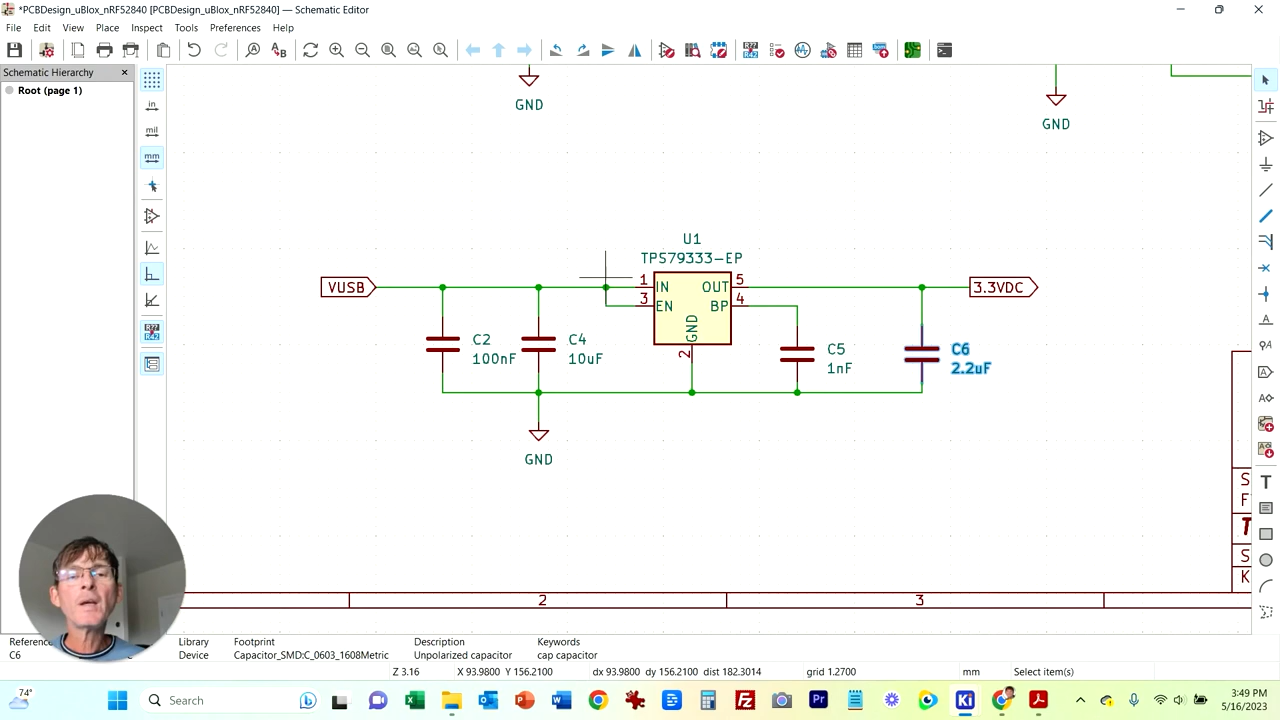 *PCBDesign_uBlox_nRF52840 [PCBDesign_uBlox_nRF52840] — Schematic Editor
File Edit View Place Inspect Tools Preferences Help
Schematic Hierarchy
Root (page 1)
in
mil
mm
GND
GND
U1
TPS79333-EP
VUSB
1 IN OUT 5
3 EN BP 4
GND
2
3.3VDC
C2
100nF
C4
10uF
C5
1nF
C6
2.2uF
GND
S
F
T
S
K
2 3
Reference Library Footprint Description Keywords
C6 Device Capacitor_SMD:C_0603_1608Metric Unpolarized capacitor cap capacitor
Z 3.16 X 93.9800 Y 156.2100 dx 93.9800 dy 156.2100 dist 182.3014 grid 1.2700 mm Select item(s)
74°
Search
3:49 PM
5/16/2023